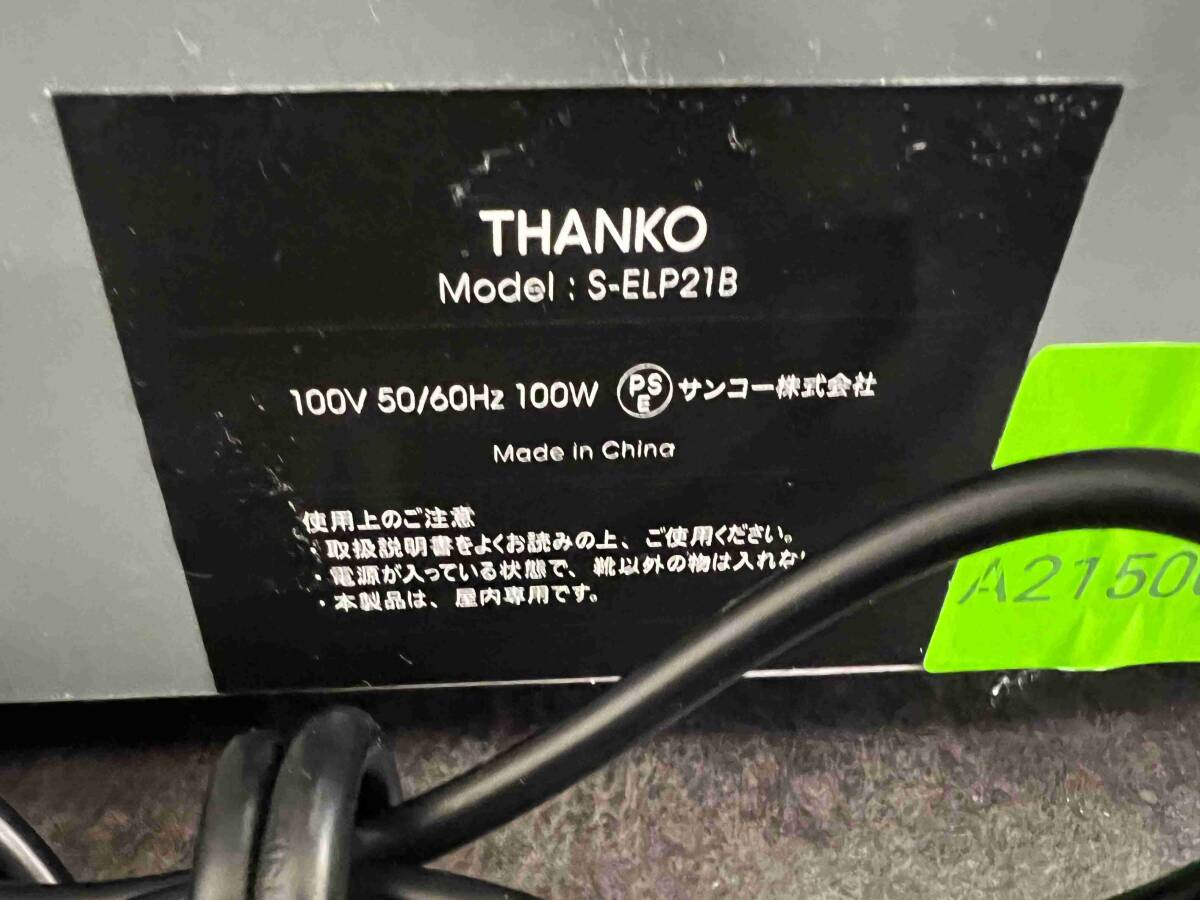 THANKO
Model : S-ELP21B
100V 50/60Hz 100W PSE サンコー株式会社
Made in China
使用上のご注意
・取扱説明書をよくお読みの上、ご使用ください。
・電源が入っている状態で、靴以外の物は入れな
・本製品は、屋内専用です。
A2150